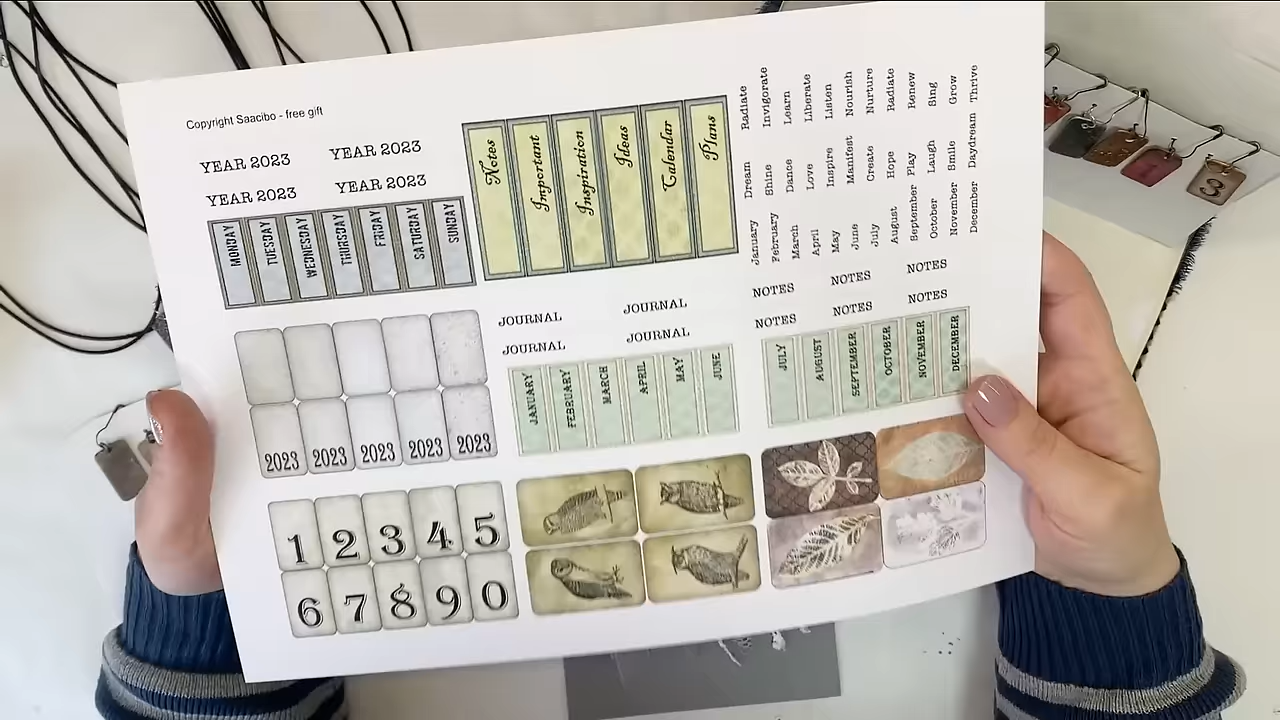 Copyright Saacibo - free gift
YEAR 2023 YEAR 2023
YEAR 2023 YEAR 2023
MONDAY
TUESDAY
WEDNESDAY
THURSDAY
FRIDAY
SATURDAY
SUNDAY
Notes
Important
Inspiration
Ideas
Calendar
Plans
January Dream Radiate
February Shine Invigorate
March Dance Learn
April Love Liberate
May Inspire Listen
June Manifest Nourish
July Create Nurture
August Hope Radiate
September Play Renew
October Laugh Sing
November Smile Grow
December Daydream Thrive
JOURNAL JOURNAL
JOURNAL JOURNAL
NOTES NOTES NOTES
NOTES NOTES NOTES
JANUARY
FEBRUARY
MARCH
APRIL
MAY
JUNE
JULY
AUGUST
SEPTEMBER
OCTOBER
NOVEMBER
DECEMBER
2023 2023 2023 2023 2023
1 2 3 4 5
6 7 8 9 0
3